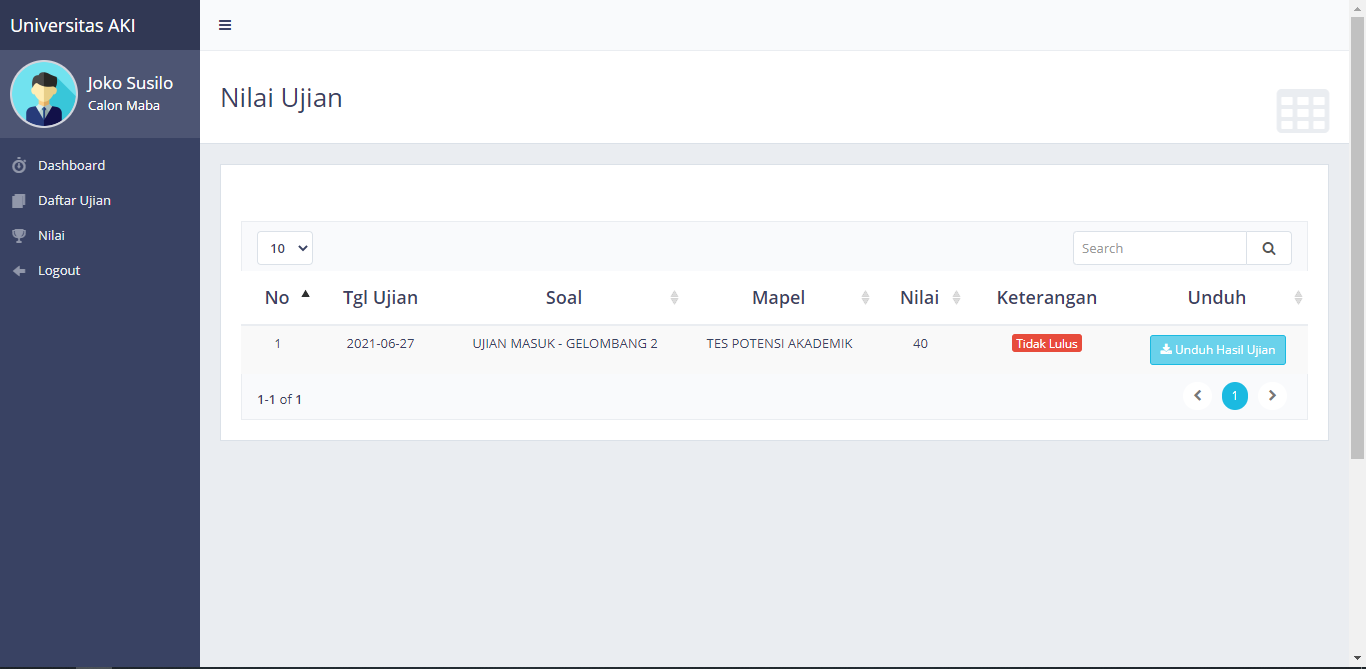 Universitas AKI
Joko Susilo
Calon Maba
Dashboard
Daftar Ujian
Nilai
Logout
Nilai Ujian
10
Search
No Tgl Ujian Soal Mapel Nilai Keterangan Unduh
1 2021-06-27 UJIAN MASUK - GELOMBANG 2 TES POTENSI AKADEMIK 40 Tidak Lulus Unduh Hasil Ujian
1-1 of 1
1